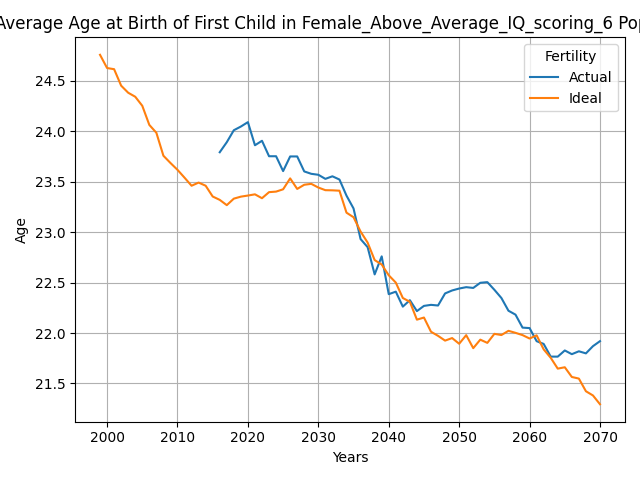 Average Age at Birth of First Child in Female_Above_Average_IQ_scoring_6
Fertility
Actual
Ideal
24.5
24.0
23.5
23.0
22.5
22.0
21.5
Age
2000 2010 2020 2030 2040 2050 2060 2070
Years